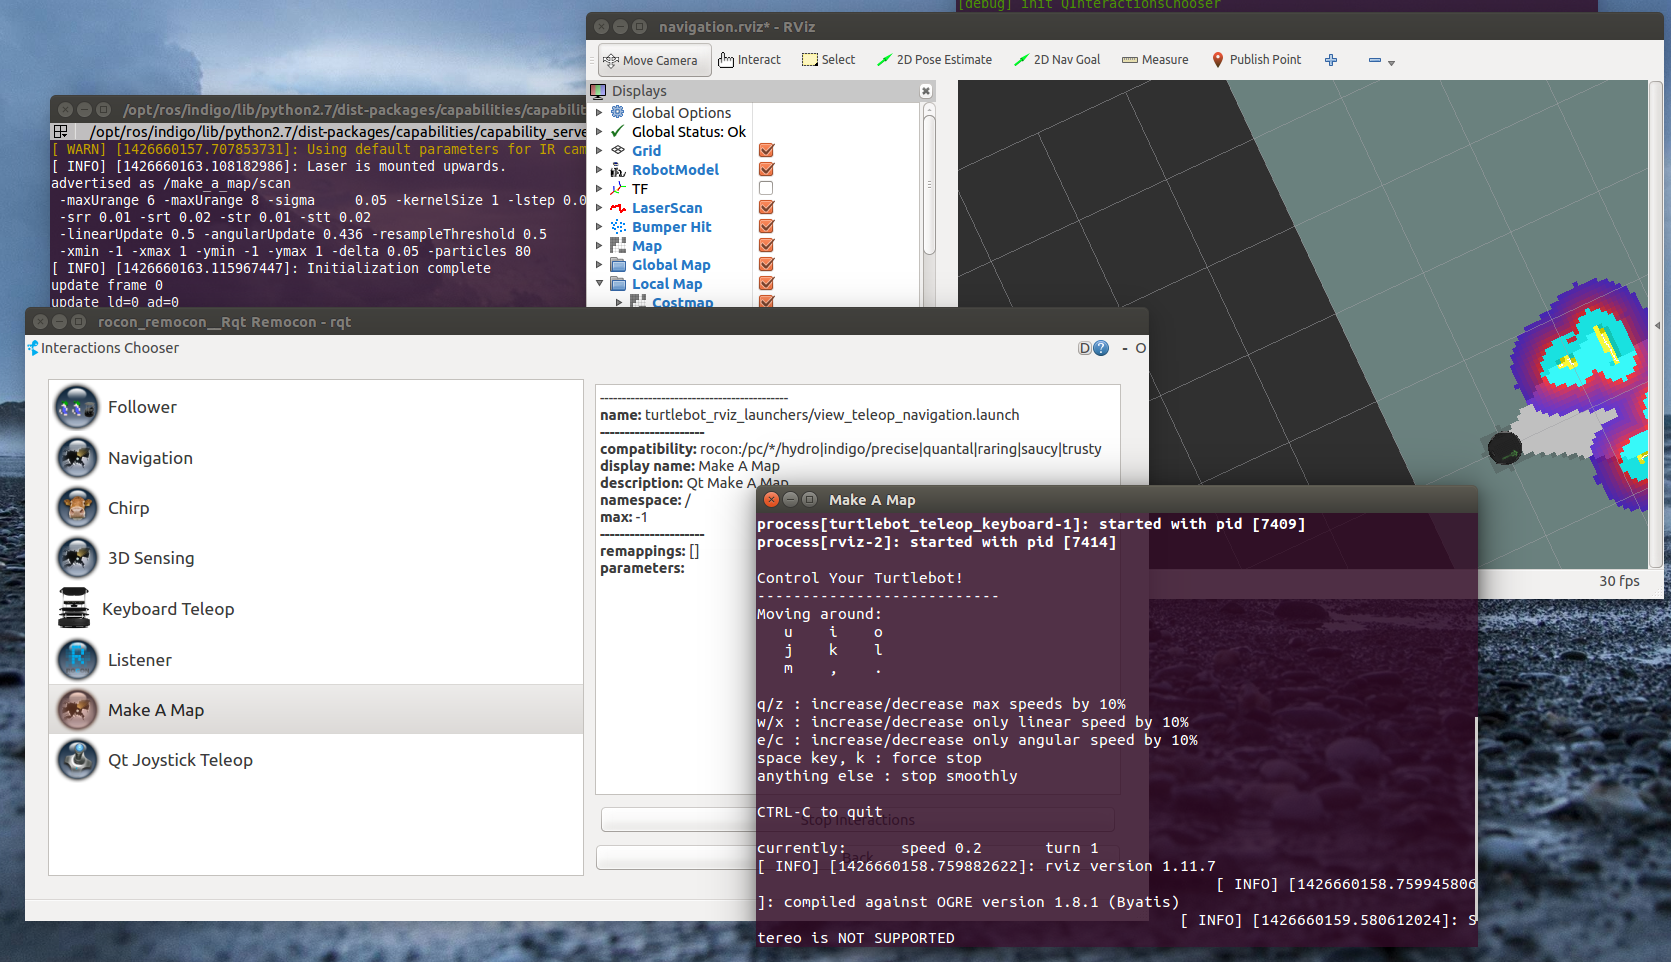 [debug] init QInteractionsChooser
navigation.rviz* - RViz
Move Camera
Interact
Select
2D Pose Estimate
2D Nav Goal
Measure
Publish Point
Displays
Global Options
Global Status: Ok
Grid
RobotModel
TF
LaserScan
Bumper Hit
Map
Global Map
Local Map
Costmap
30 fps
/opt/ros/indigo/lib/python2.7/dist-packages/capabilities/capabilit
/opt/ros/indigo/lib/python2.7/dist-packages/capabilities/capability_serve
[ WARN] [1426660157.707853731]: Using default parameters for IR cam
[ INFO] [1426660163.108182986]: Laser is mounted upwards.
advertised as /make_a_map/scan
-maxUrange 6 -maxUrange 8 -sigma     0.05 -kernelSize 1 -lstep 0.0
-srr 0.01 -srt 0.02 -str 0.01 -stt 0.02
-linearUpdate 0.5 -angularUpdate 0.436 -resampleThreshold 0.5
-xmin -1 -xmax 1 -ymin -1 -ymax 1 -delta 0.05 -particles 80
[ INFO] [1426660163.115967447]: Initialization complete
update frame 0
update ld=0 ad=0
rocon_remocon__Rqt Remocon - rqt
Interactions Chooser
D ? - O
Follower
Navigation
Chirp
3D Sensing
Keyboard Teleop
Listener
Make A Map
Qt Joystick Teleop
-------------------------------------------
name: turtlebot_rviz_launchers/view_teleop_navigation.launch
---------------------
compatibility: rocon:/pc/*/hydro|indigo/precise|quantal|raring|saucy|trusty
display name: Make A Map
description: Qt Make A Map
namespace: /
max: -1
---------------------
remappings: []
parameters:
Stop Interactions
Back
Make A Map
process[turtlebot_teleop_keyboard-1]: started with pid [7409]
process[rviz-2]: started with pid [7414]
Control Your Turtlebot!
---------------------------
Moving around:
u    i    o
j    k    l
m    ,    .
q/z : increase/decrease max speeds by 10%
w/x : increase/decrease only linear speed by 10%
e/c : increase/decrease only angular speed by 10%
space key, k : force stop
anything else : stop smoothly
CTRL-C to quit
currently:      speed 0.2       turn 1
[ INFO] [1426660158.759882622]: rviz version 1.11.7
[ INFO] [1426660158.759945806
]: compiled against OGRE version 1.8.1 (Byatis)
[ INFO] [1426660159.580612024]: S
tereo is NOT SUPPORTED